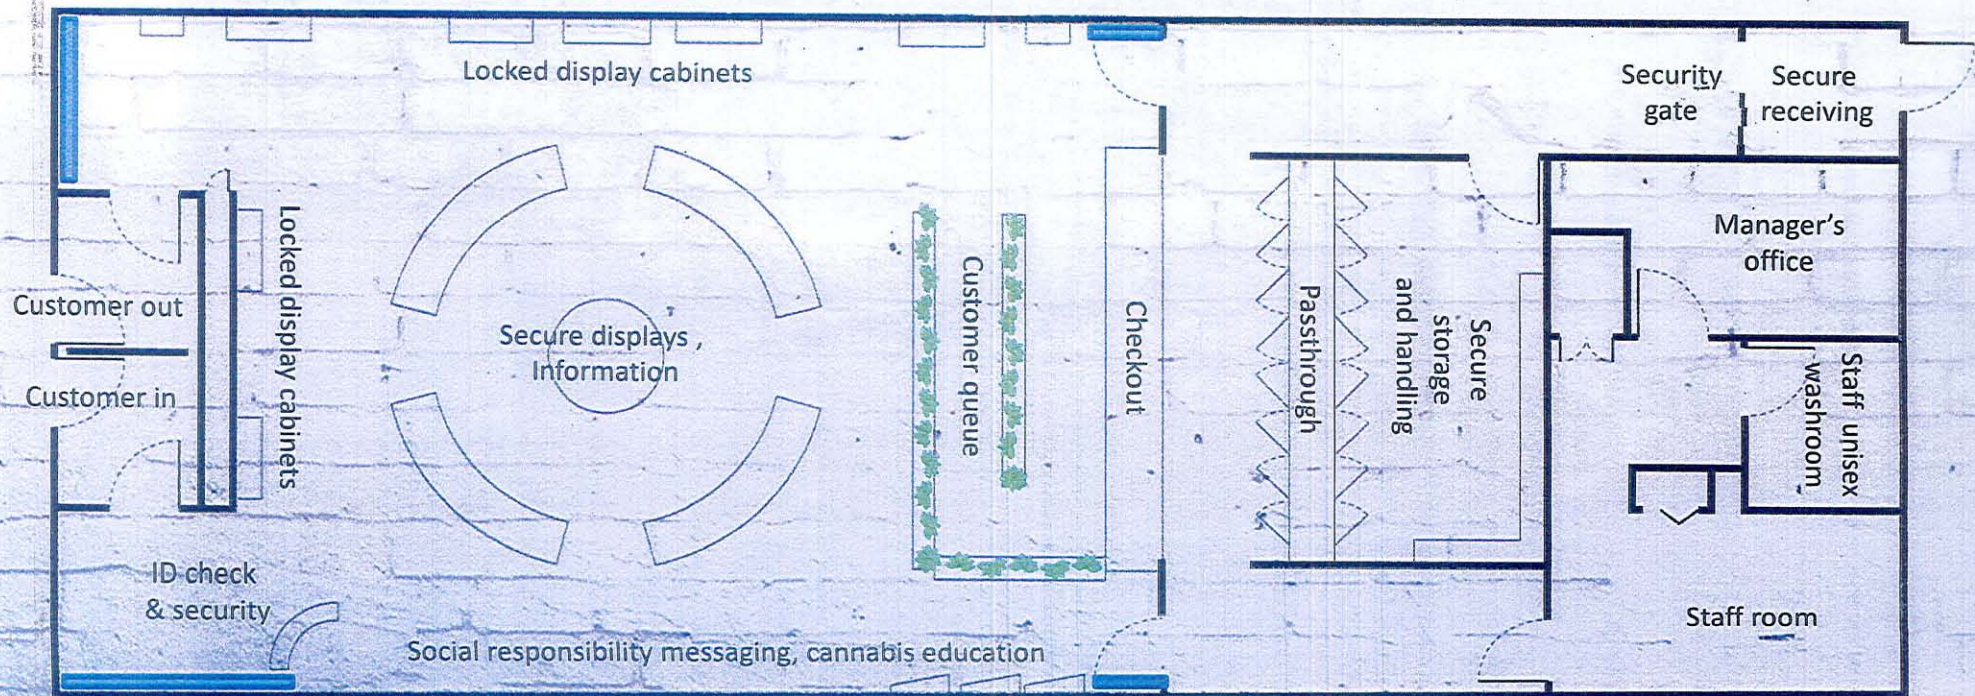 Locked display cabinets
Security
gate
Secure
receiving
Manager's
office
Customer out
Customer in
Locked display cabinets
Secure displays ,
Information
Customer queue
Checkout
Passthrough
Secure
storage
and handling
Staff unisex
washroom
ID check
& security
Social responsibility messaging, cannabis education
Staff room